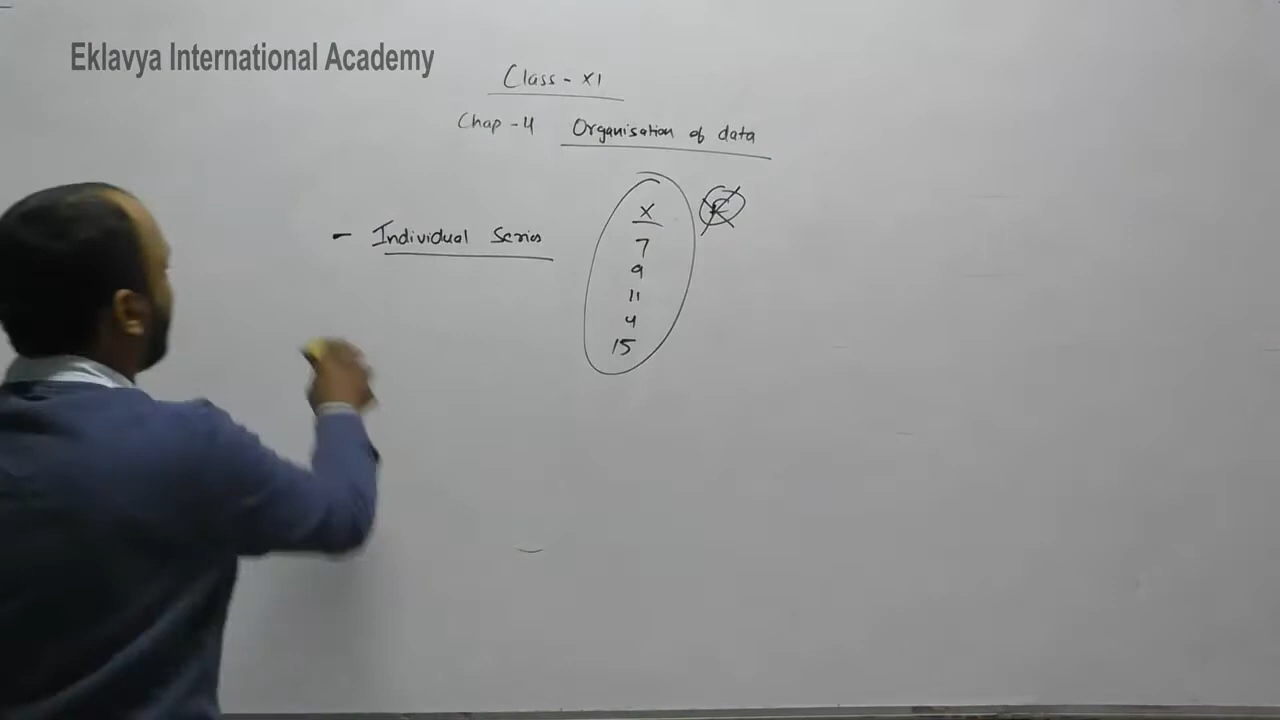 Eklavya International Academy
Class - XI
Chap - 4 Organisation of data
- Individual Series
X
7
9
11
4
15